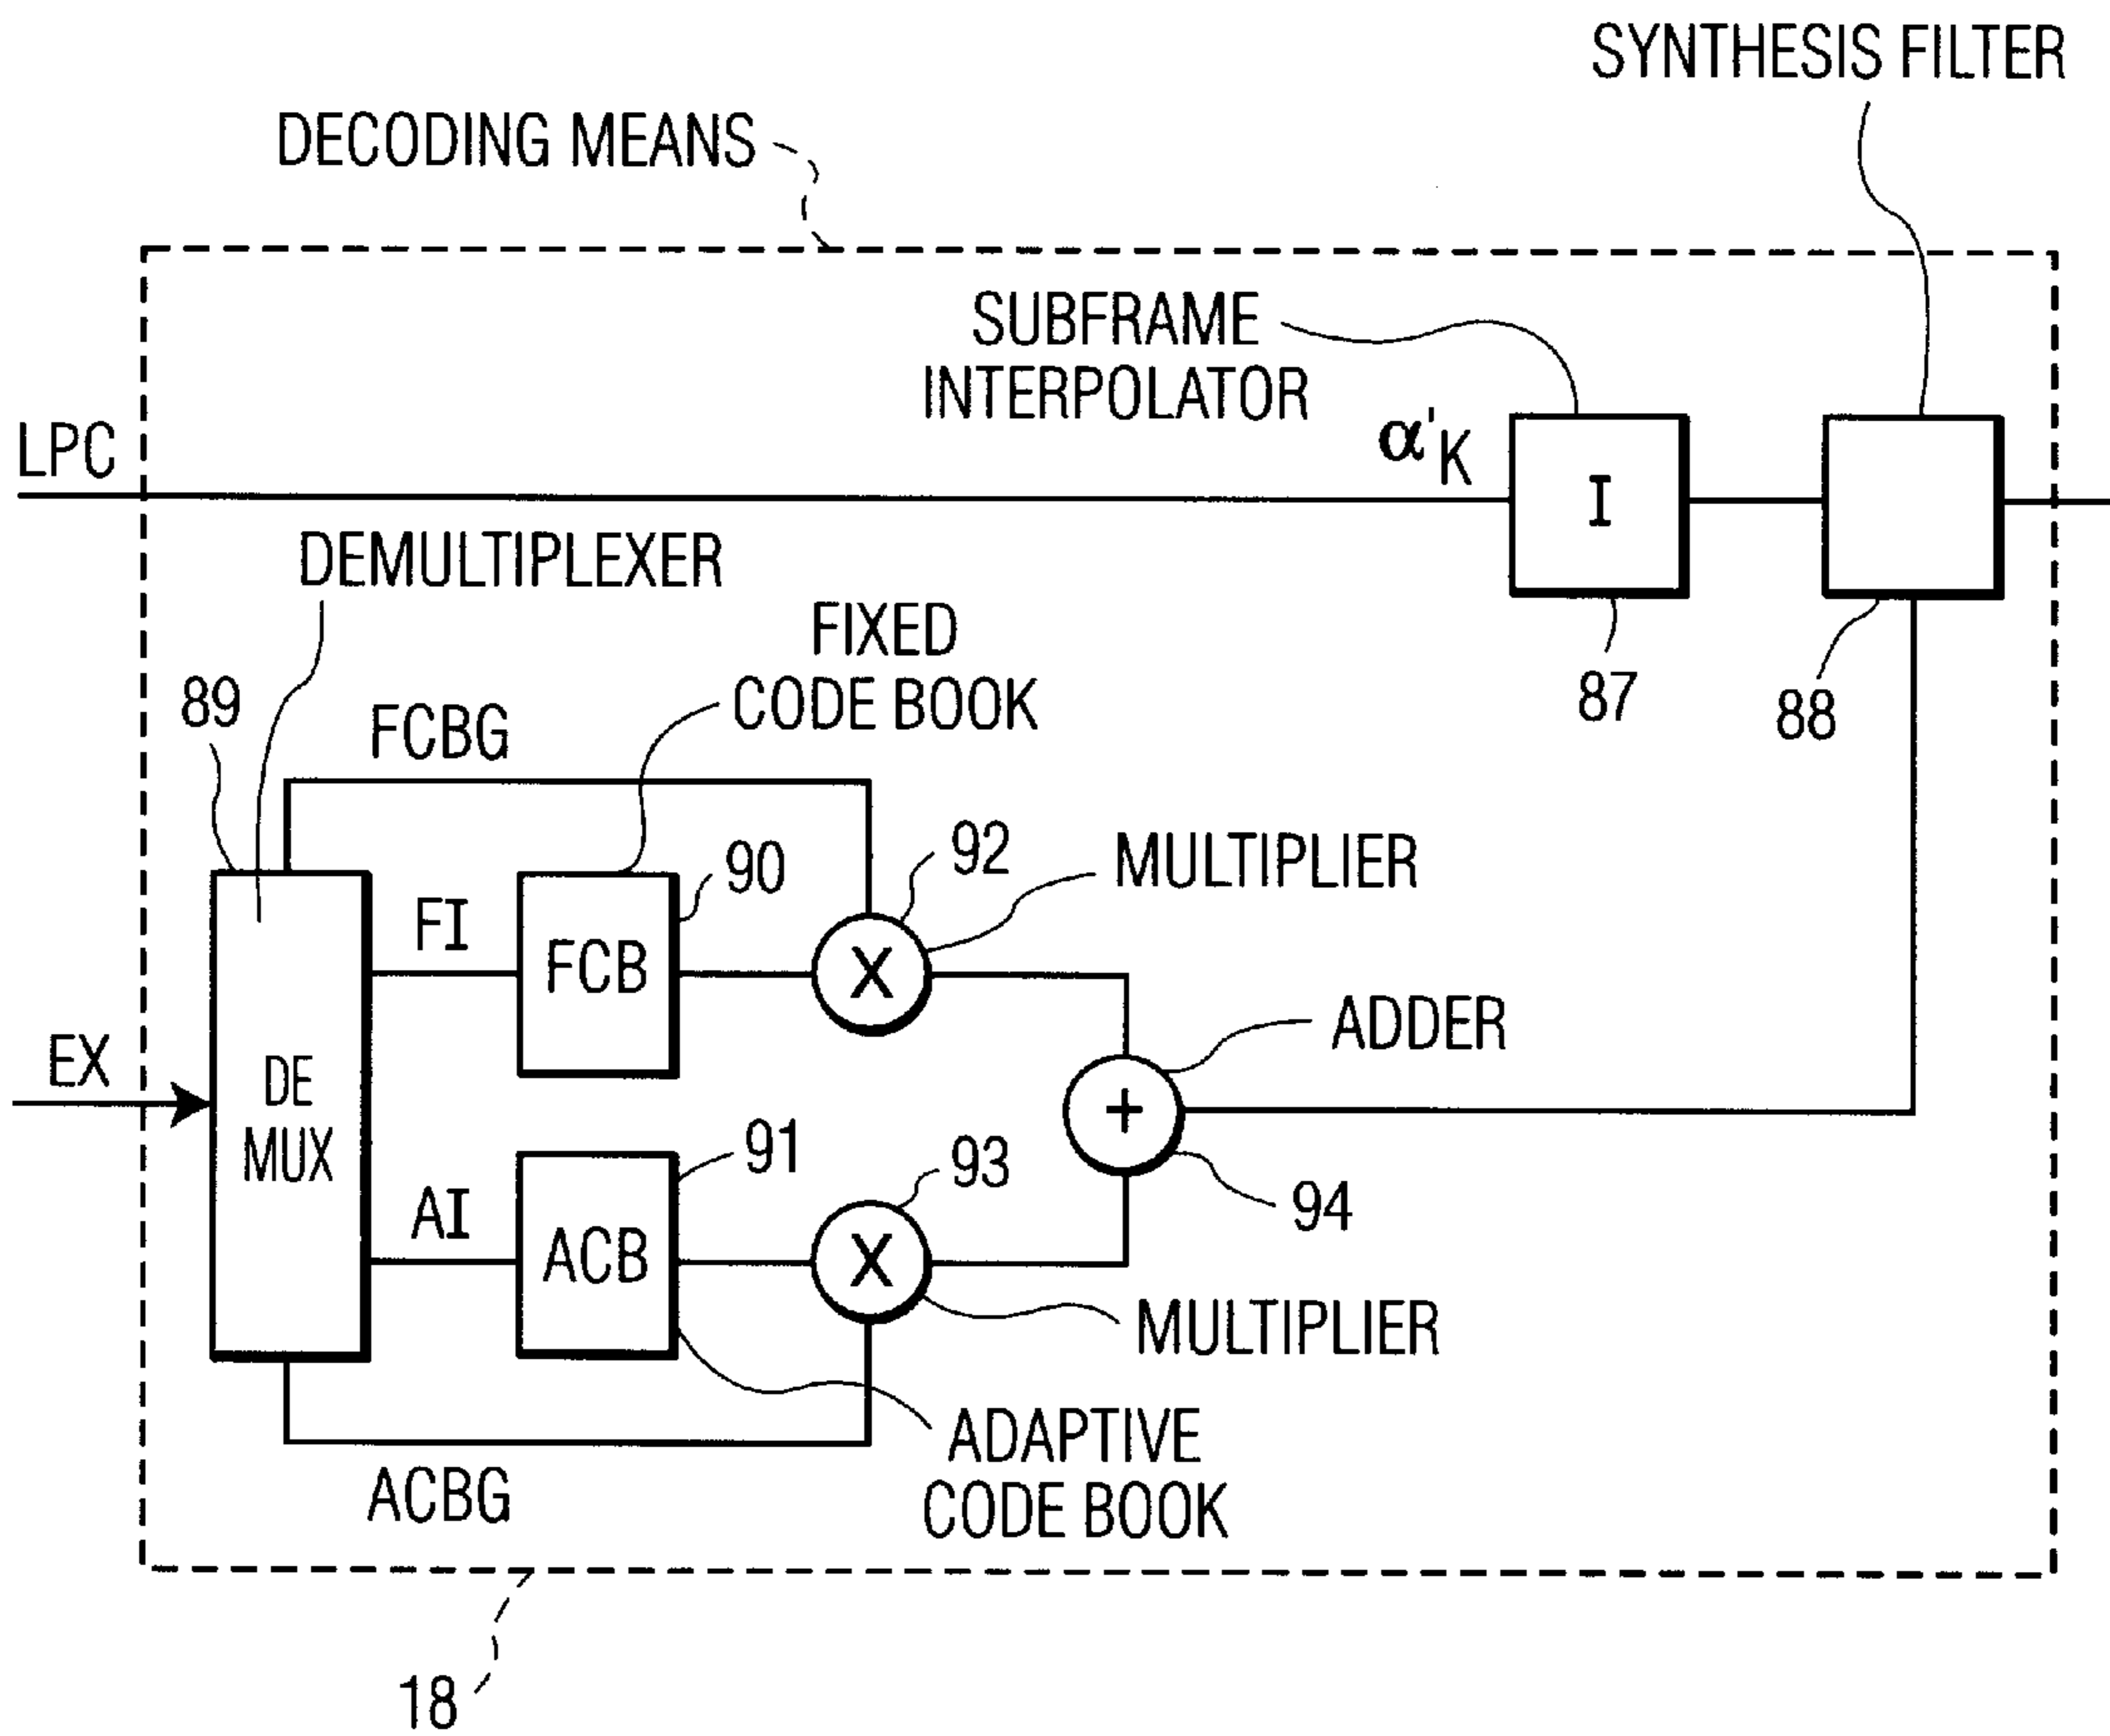 SYNTHESIS FILTER
DECODING MEANS
SUBFRAME
INTERPOLATOR
LPC
α'K
I
DEMULTIPLEXER
FIXED
CODE BOOK
87
88
89
FCBG
90
92
MULTIPLIER
FI
FCB
X
ADDER
EX
DE
MUX
+
91
93
94
AI
ACB
X
MULTIPLIER
ADAPTIVE
CODE BOOK
ACBG
18